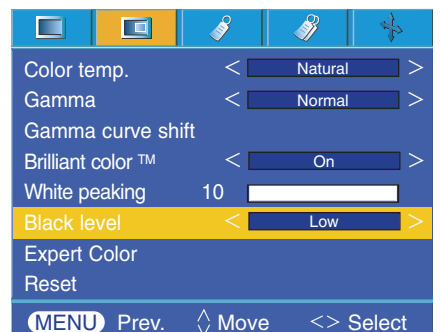 Color temp. < Natural >
Gamma < Normal >
Gamma curve shift
Brilliant color ™ < On >
White peaking 10
Black level < Low >
Expert Color
Reset
MENU Prev. Move <> Select